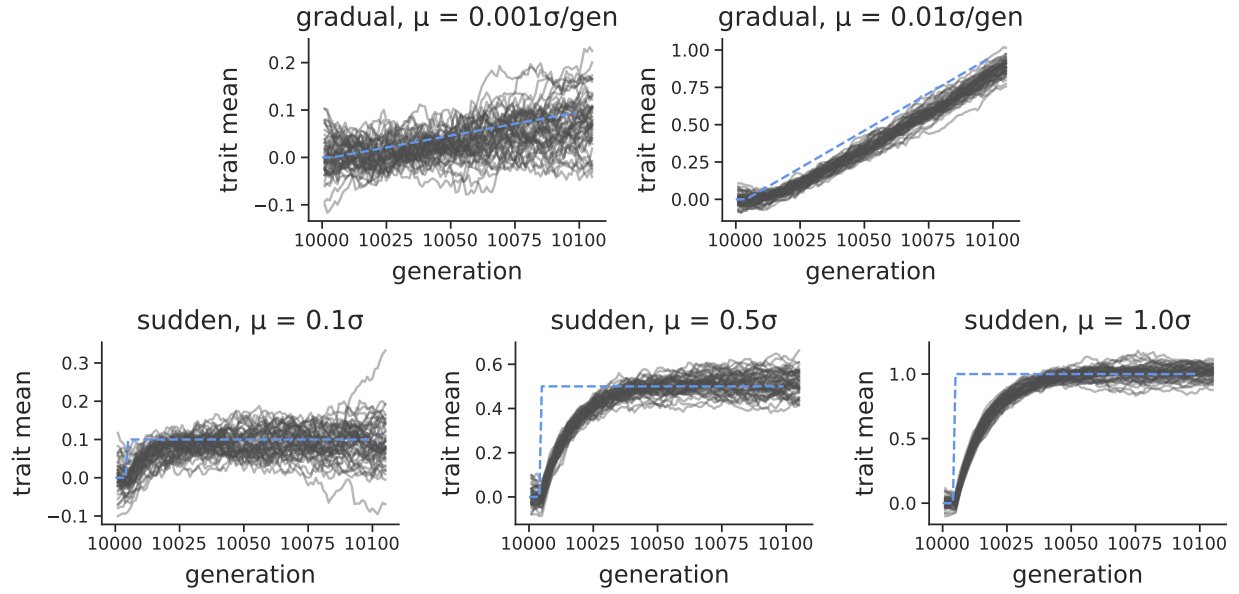 gradual, μ = 0.001σ/gen
0.2
0.1
0.0
−0.1
trait mean
10000 10025 10050 10075 10100
generation
gradual, μ = 0.01σ/gen
1.00
0.75
0.50
0.25
0.00
trait mean
10000 10025 10050 10075 10100
generation
sudden, μ = 0.1σ
0.3
0.2
0.1
0.0
−0.1
trait mean
10000 10025 10050 10075 10100
generation
sudden, μ = 0.5σ
0.6
0.4
0.2
0.0
trait mean
10000 10025 10050 10075 10100
generation
sudden, μ = 1.0σ
1.0
0.5
0.0
trait mean
10000 10025 10050 10075 10100
generation